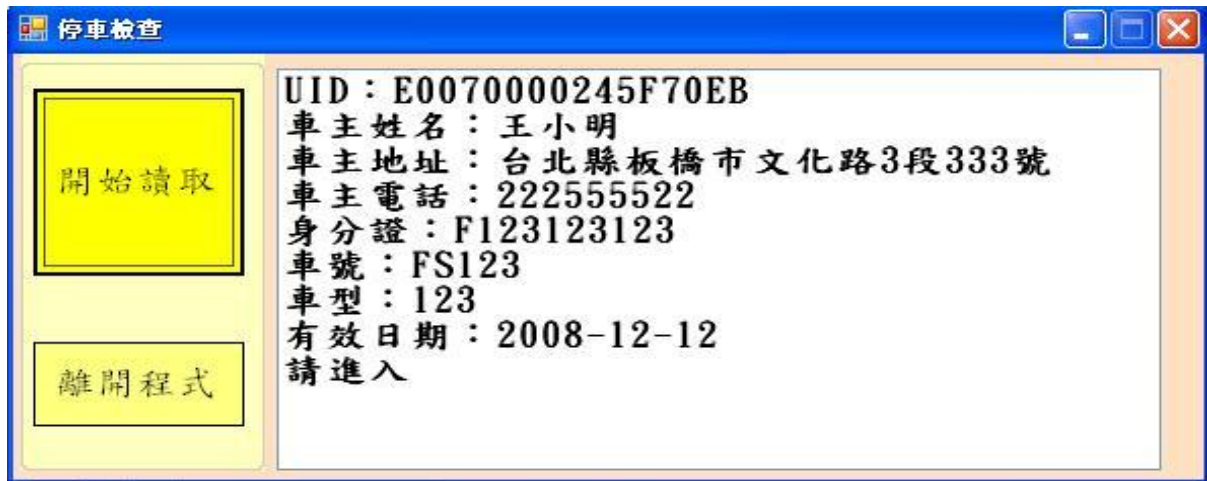 停車檢查
開始讀取
離開程式
UID：E0070000245F70EB
車主姓名：王小明
車主地址：台北縣板橋市文化路3段333號
車主電話：222555522
身分證：F123123123
車號：FS123
車型：123
有效日期：2008-12-12
請進入